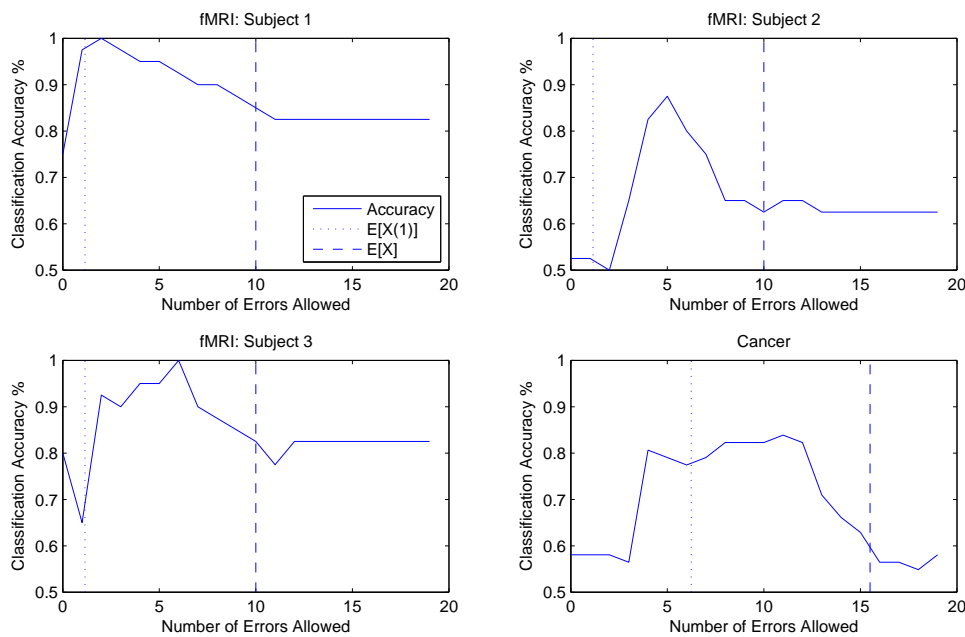 fMRI: Subject 1
1
0.9
0.8
0.7
0.6
0.5
Classification Accuracy %
0
5
10
15
20
Number of Errors Allowed
Accuracy
E[X(1)]
E[X]
fMRI: Subject 2
1
0.9
0.8
0.7
0.6
0.5
Classification Accuracy %
0
5
10
15
20
Number of Errors Allowed
fMRI: Subject 3
1
0.9
0.8
0.7
0.6
0.5
Classification Accuracy %
0
5
10
15
20
Number of Errors Allowed
Cancer
1
0.9
0.8
0.7
0.6
0.5
Classification Accuracy %
0
5
10
15
20
Number of Errors Allowed